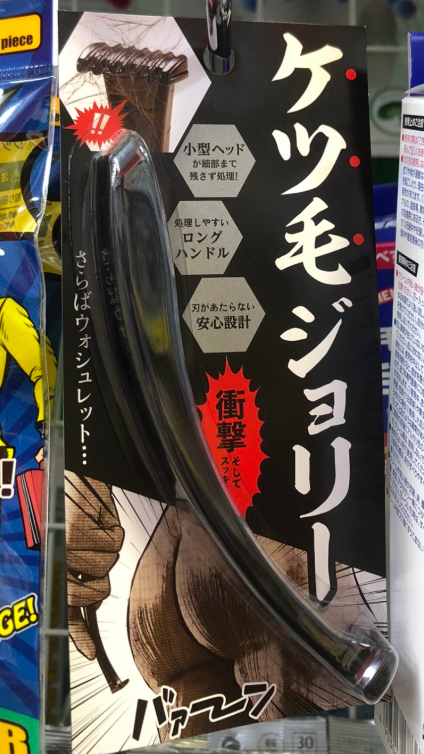 piece
ケツ毛ジョリー
!!
小型ヘッド
が細部まで
残さず処理!
処理しやすい
ロング
ハンドル
刃があたらない
安心設計
さらばウォシュレット…
衝撃
そして
スッキ
バァーーン
GE!
30